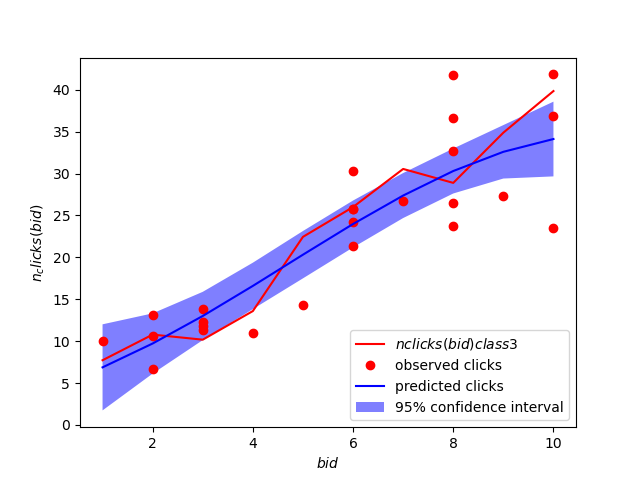 40
35
30
25
20
15
10
5
0
n_clicks(bid)
2
4
6
8
10
bid
nclicks(bid)class3
observed clicks
predicted clicks
95% confidence interval